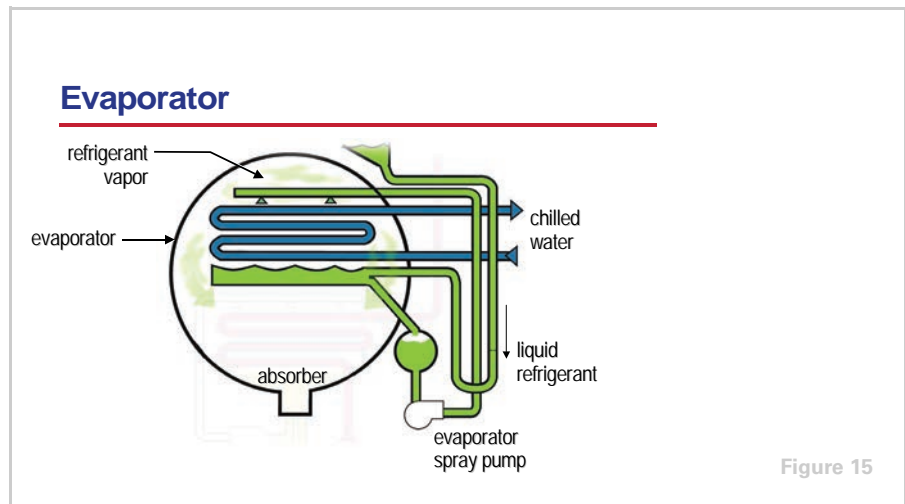 Evaporator
refrigerant
vapor
evaporator
chilled
water
liquid
refrigerant
absorber
evaporator
spray pump
Figure 15